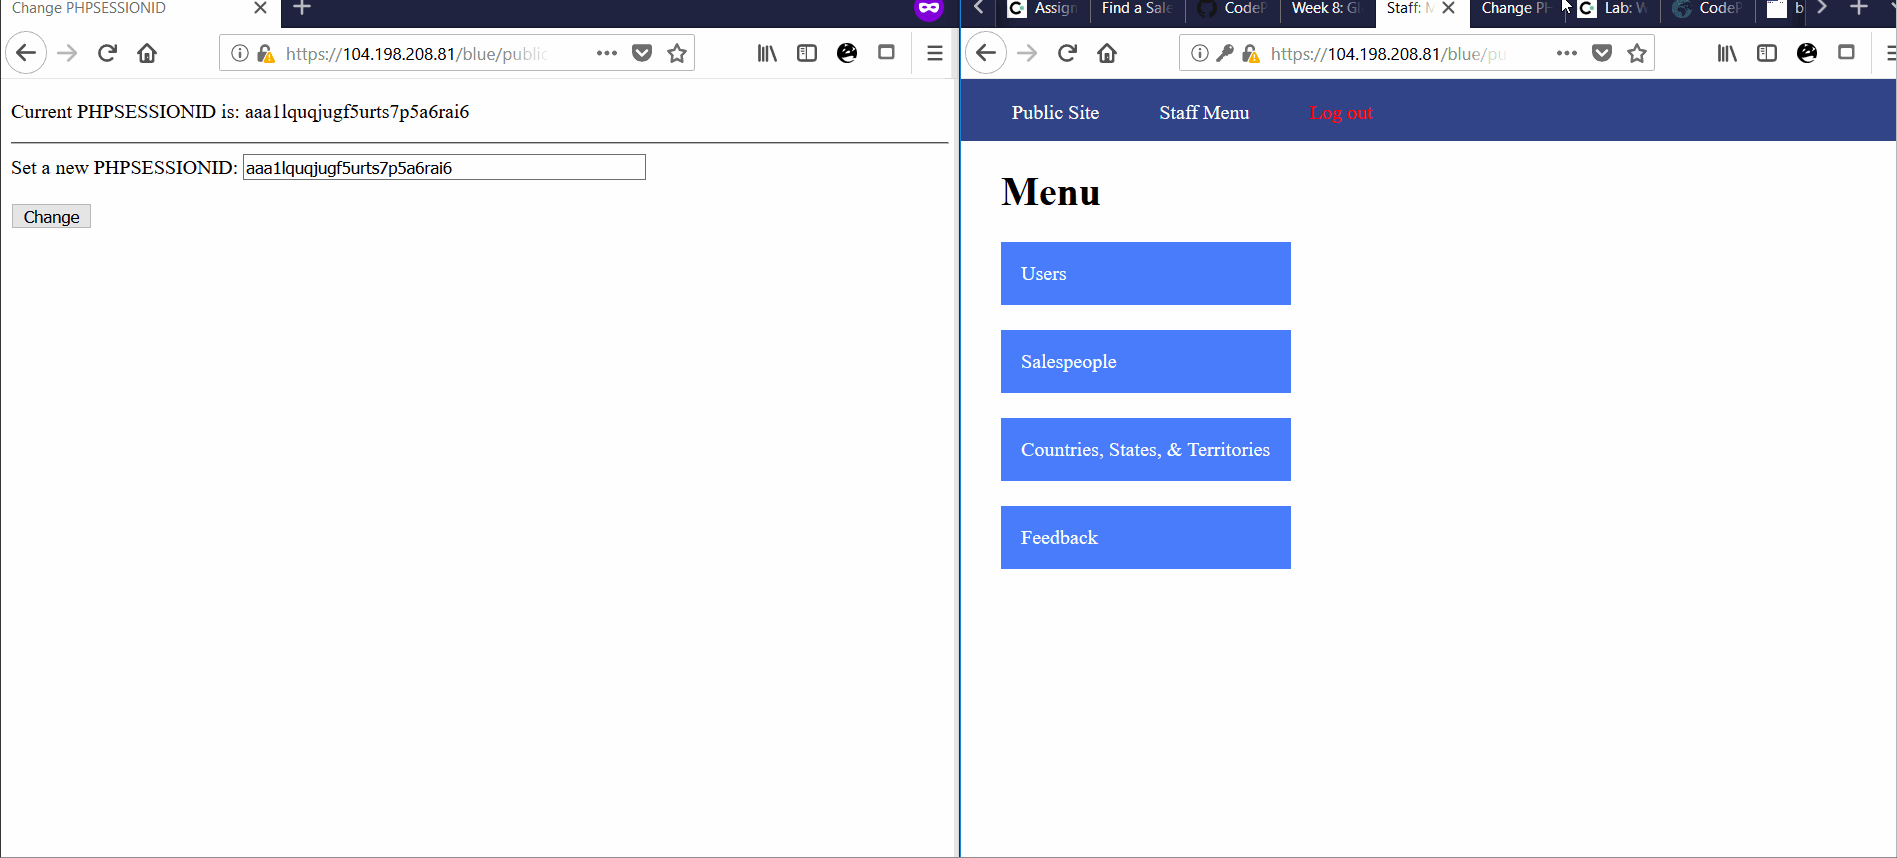 Change PHPSESSIONID
https://104.198.208.81/blue/public
Current PHPSESSIONID is: aaa1lquqjugf5urts7p5a6rai6
Set a new PHPSESSIONID: aaa1lquqjugf5urts7p5a6rai6
Change
Assign Find a Sale CodeP Week 8: Gl Staff: M Change PH Lab: W CodeP b
https://104.198.208.81/blue/pu
Public Site Staff Menu Log out
Menu
Users
Salespeople
Countries, States, & Territories
Feedback